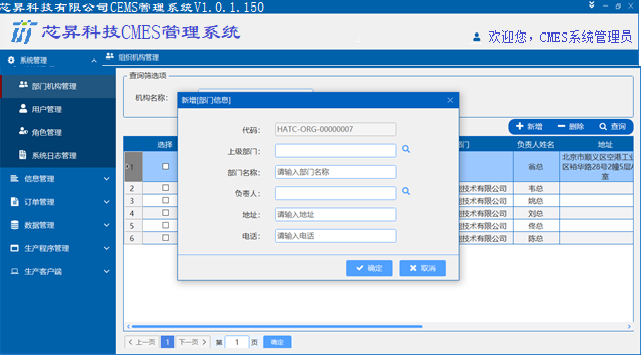 芯昇科技有限公司CEMS管理系统V1.0.1.150
芯昇科技CMES管理系统
欢迎您，CMES系统管理员
系统管理
组织机构管理
部门机构管理
用户管理
角色管理
系统日志管理
信息管理
订单管理
数据管理
生产程序管理
生产客户端
查询筛选项
机构名称：
新增 删除 查询
选择 部门 负责人姓名 地址
1 翁总 北京市顺义区空港工业
区裕华路28号2幢5层A
室
2 技术有限公司 韦总
3 技术有限公司 姚总
4 技术有限公司 刘总
5 技术有限公司 佟总
6 技术有限公司 陈总
新增[部门信息]
代码： HATC-ORG-00000007
上级部门：
部门名称： 请输入部门名称
负责人：
地址： 请输入地址
电话： 请输入电话
确定 取消
上一页 1 下一页 第 1 页 确定